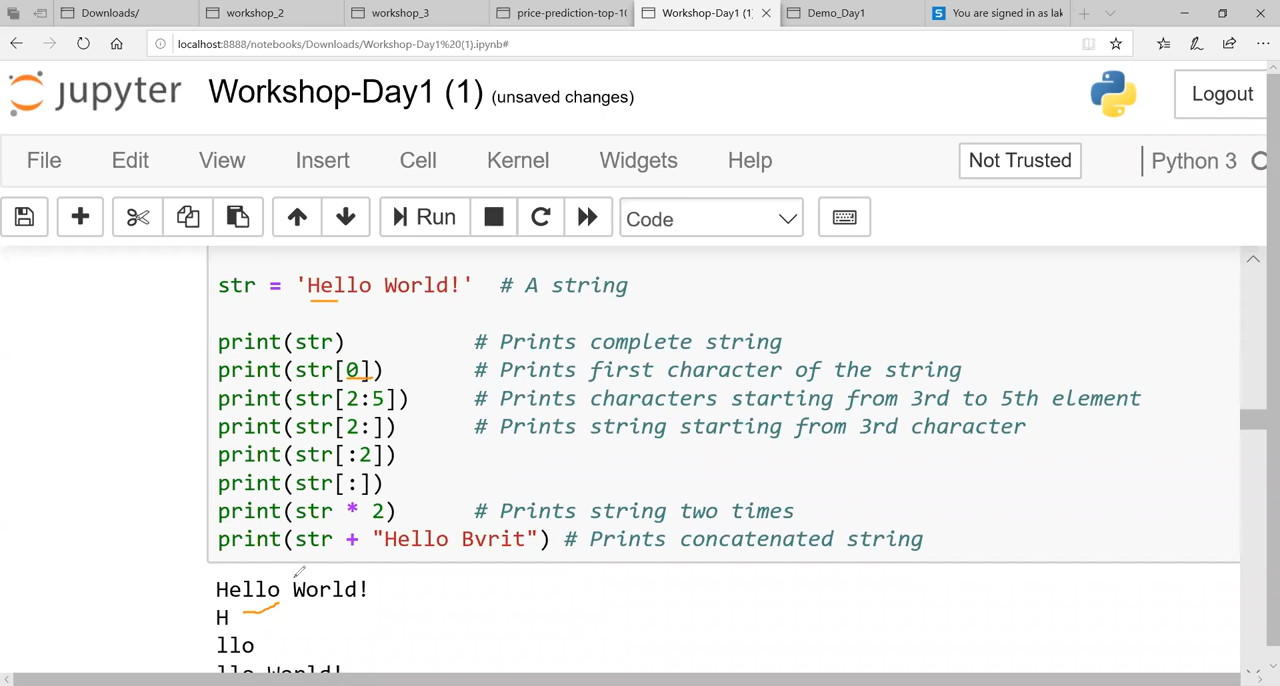 Downloads/ workshop_2 workshop_3 price-prediction-top-10 Workshop-Day1 (1) Demo_Day1 You are signed in as lak
localhost:8888/notebooks/Downloads/Workshop-Day1%20(1).ipynb#
jupyter Workshop-Day1 (1) (unsaved changes) Logout
File Edit View Insert Cell Kernel Widgets Help Not Trusted Python 3
Run Code
str = 'Hello World!' # A string
print(str) # Prints complete string
print(str[0]) # Prints first character of the string
print(str[2:5]) # Prints characters starting from 3rd to 5th element
print(str[2:]) # Prints string starting from 3rd character
print(str[:2])
print(str[:])
print(str * 2) # Prints string two times
print(str + "Hello Bvrit") # Prints concatenated string
Hello World!
H
llo
llo World!